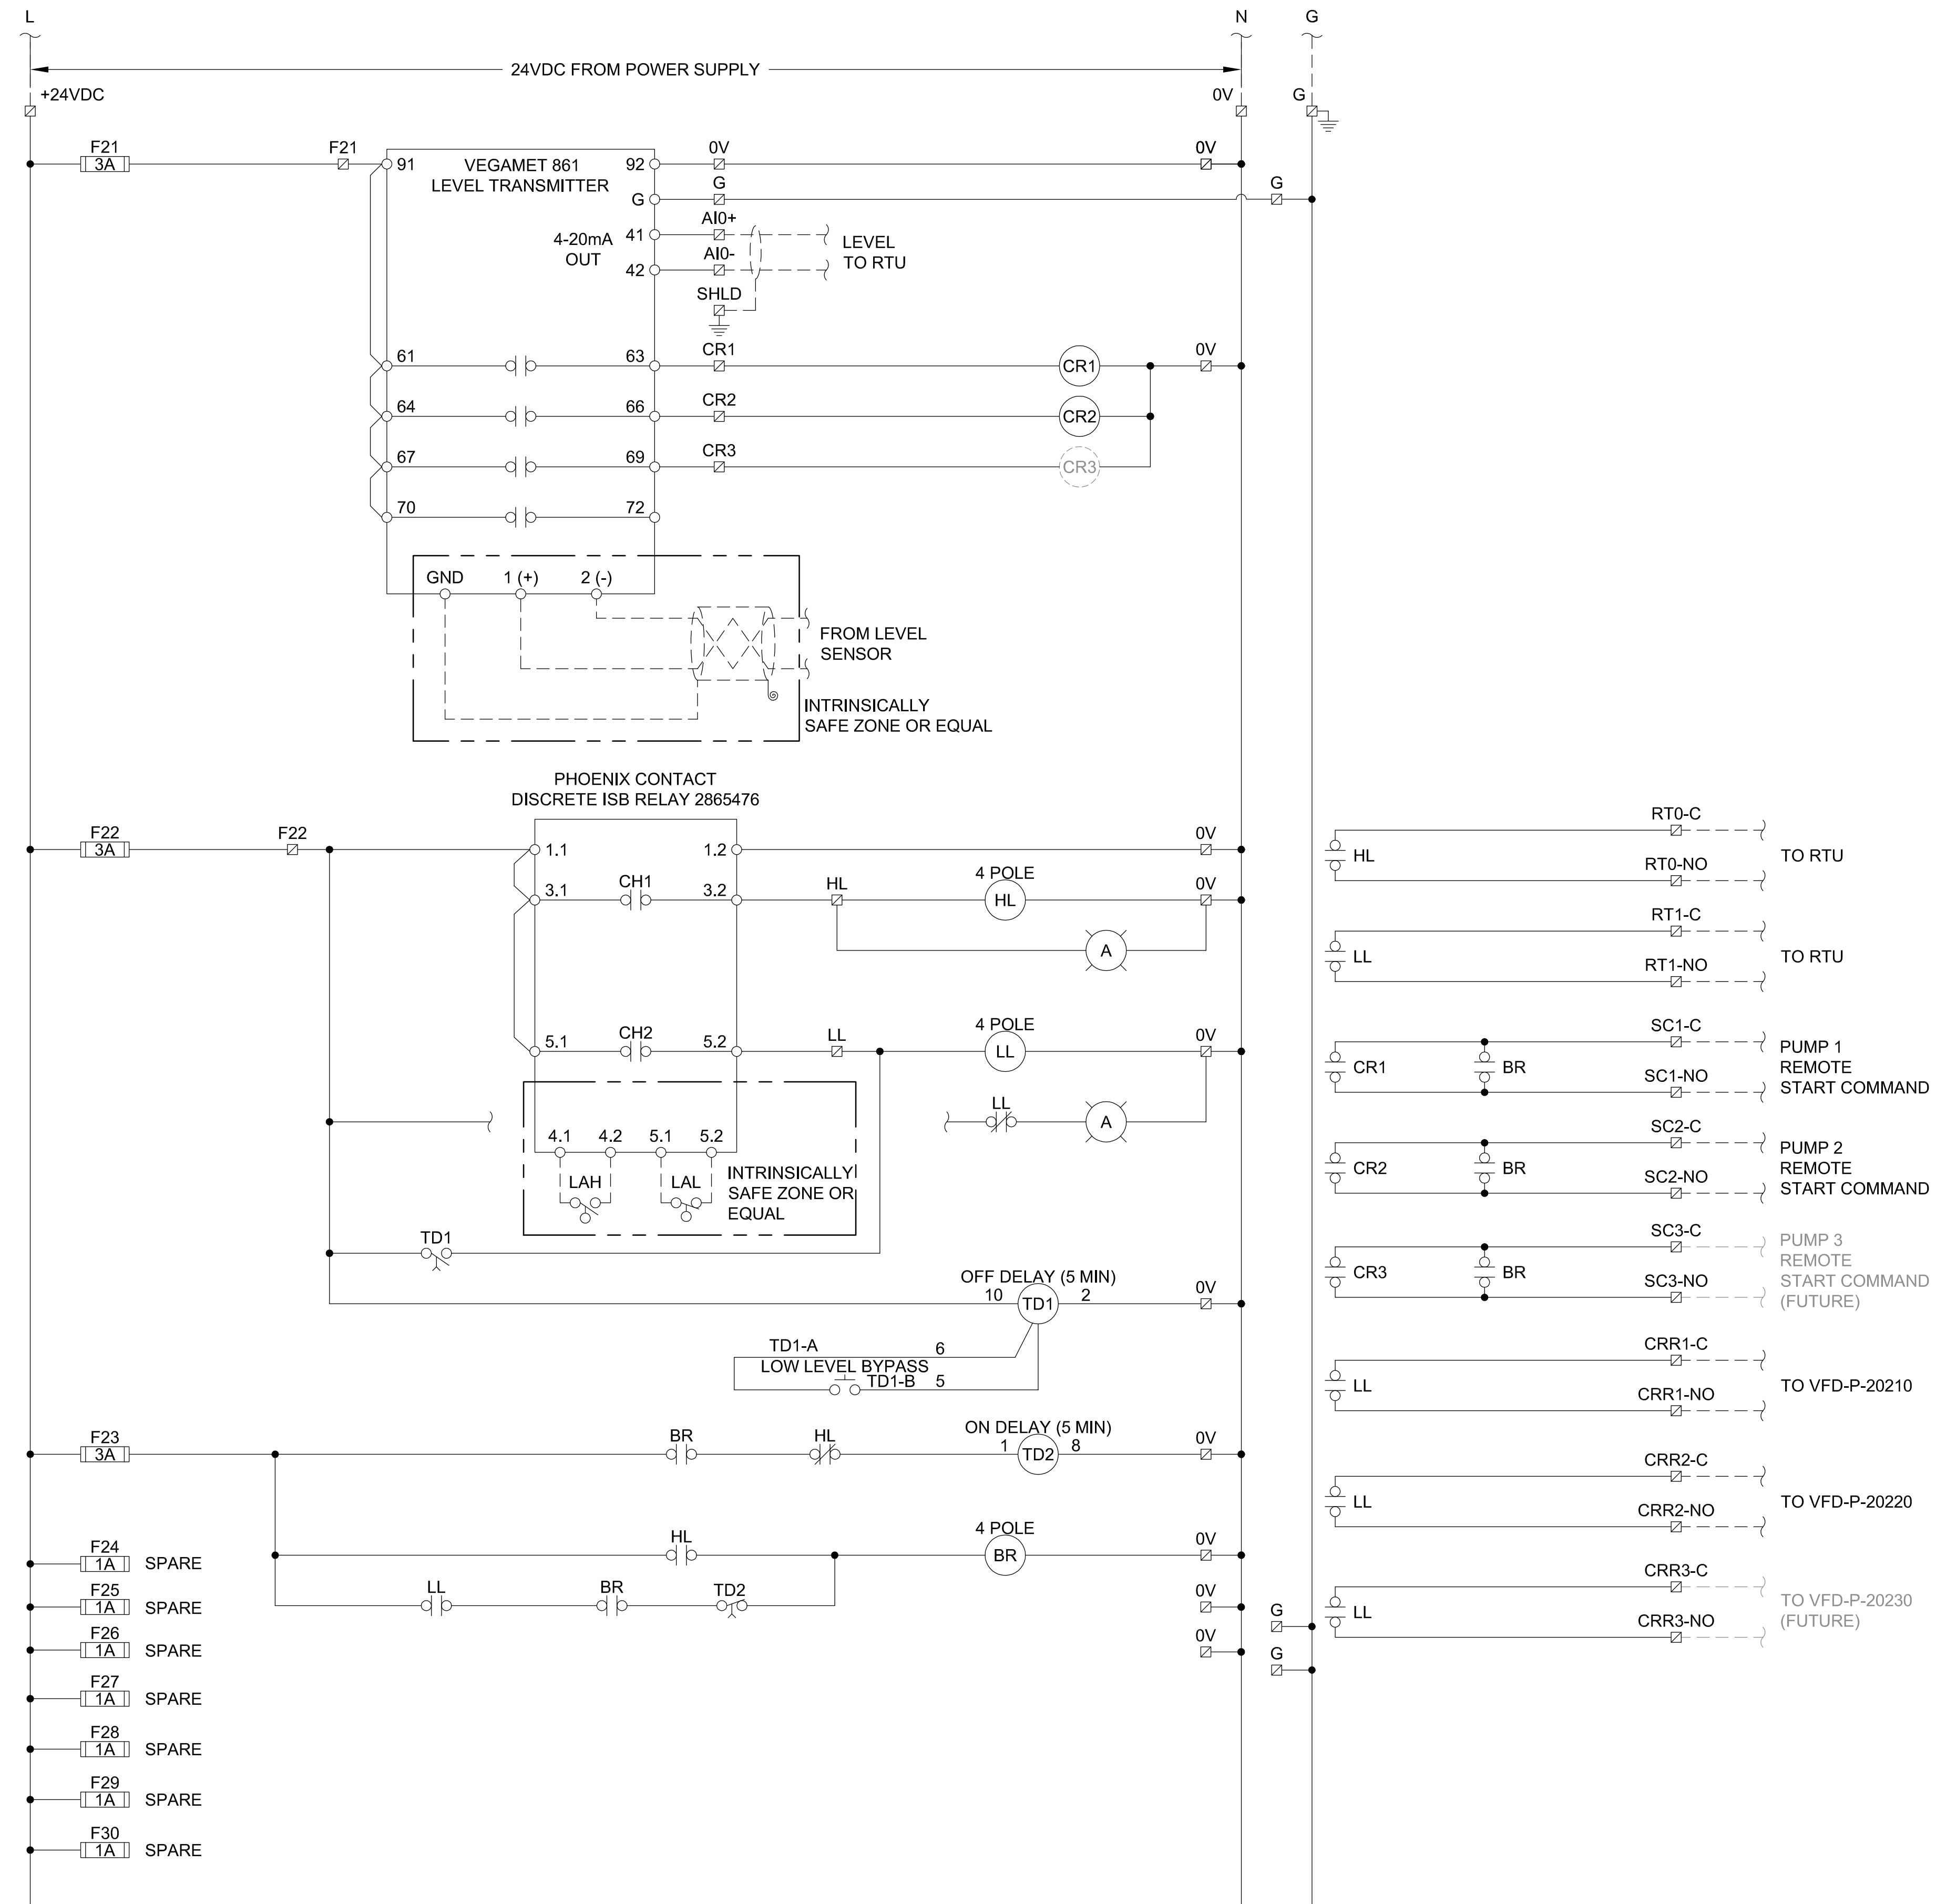 L
N
G
24VDC FROM POWER SUPPLY
+24VDC
0V
G
F21
3A
F21
91
VEGAMET 861
LEVEL TRANSMITTER
92
0V
0V
G
G
G
4-20mA
OUT
41
AI0+
42
AI0-
LEVEL
TO RTU
SHLD
61
63
CR1
CR1
0V
64
66
CR2
CR2
67
69
CR3
CR3
70
72
GND
1 (+)
2 (-)
FROM LEVEL
SENSOR
INTRINSICALLY
SAFE ZONE OR EQUAL
PHOENIX CONTACT
DISCRETE ISB RELAY 2865476
F22
3A
F22
1.1
1.2
0V
3.1
CH1
3.2
HL
4 POLE
HL
0V
A
5.1
CH2
5.2
LL
4 POLE
LL
0V
LL
A
4.1
4.2
5.1
5.2
LAH
LAL
INTRINSICALLY
SAFE ZONE OR
EQUAL
TD1
OFF DELAY (5 MIN)
10
TD1
2
0V
TD1-A
6
LOW LEVEL BYPASS
TD1-B
5
F23
3A
BR
HL
ON DELAY (5 MIN)
1
TD2
8
0V
HL
4 POLE
BR
0V
LL
BR
TD2
0V
0V
G
G
F24
1A
SPARE
F25
1A
SPARE
F26
1A
SPARE
F27
1A
SPARE
F28
1A
SPARE
F29
1A
SPARE
F30
1A
SPARE
HL
RT0-C
RT0-NO
TO RTU
LL
RT1-C
RT1-NO
TO RTU
CR1
BR
SC1-C
SC1-NO
PUMP 1
REMOTE
START COMMAND
CR2
BR
SC2-C
SC2-NO
PUMP 2
REMOTE
START COMMAND
CR3
BR
SC3-C
SC3-NO
PUMP 3
REMOTE
START COMMAND
(FUTURE)
LL
CRR1-C
CRR1-NO
TO VFD-P-20210
LL
CRR2-C
CRR2-NO
TO VFD-P-20220
LL
CRR3-C
CRR3-NO
TO VFD-P-20230
(FUTURE)